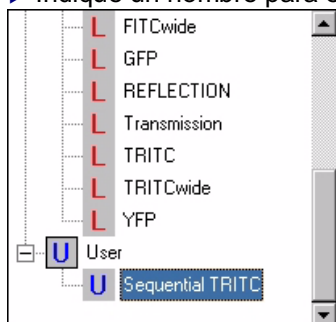 Indique un nombre para s
L FITCwide
L GFP
L REFLECTION
L Transmission
L TRITC
L TRITCwide
L YFP
U User
U Sequential TRITC